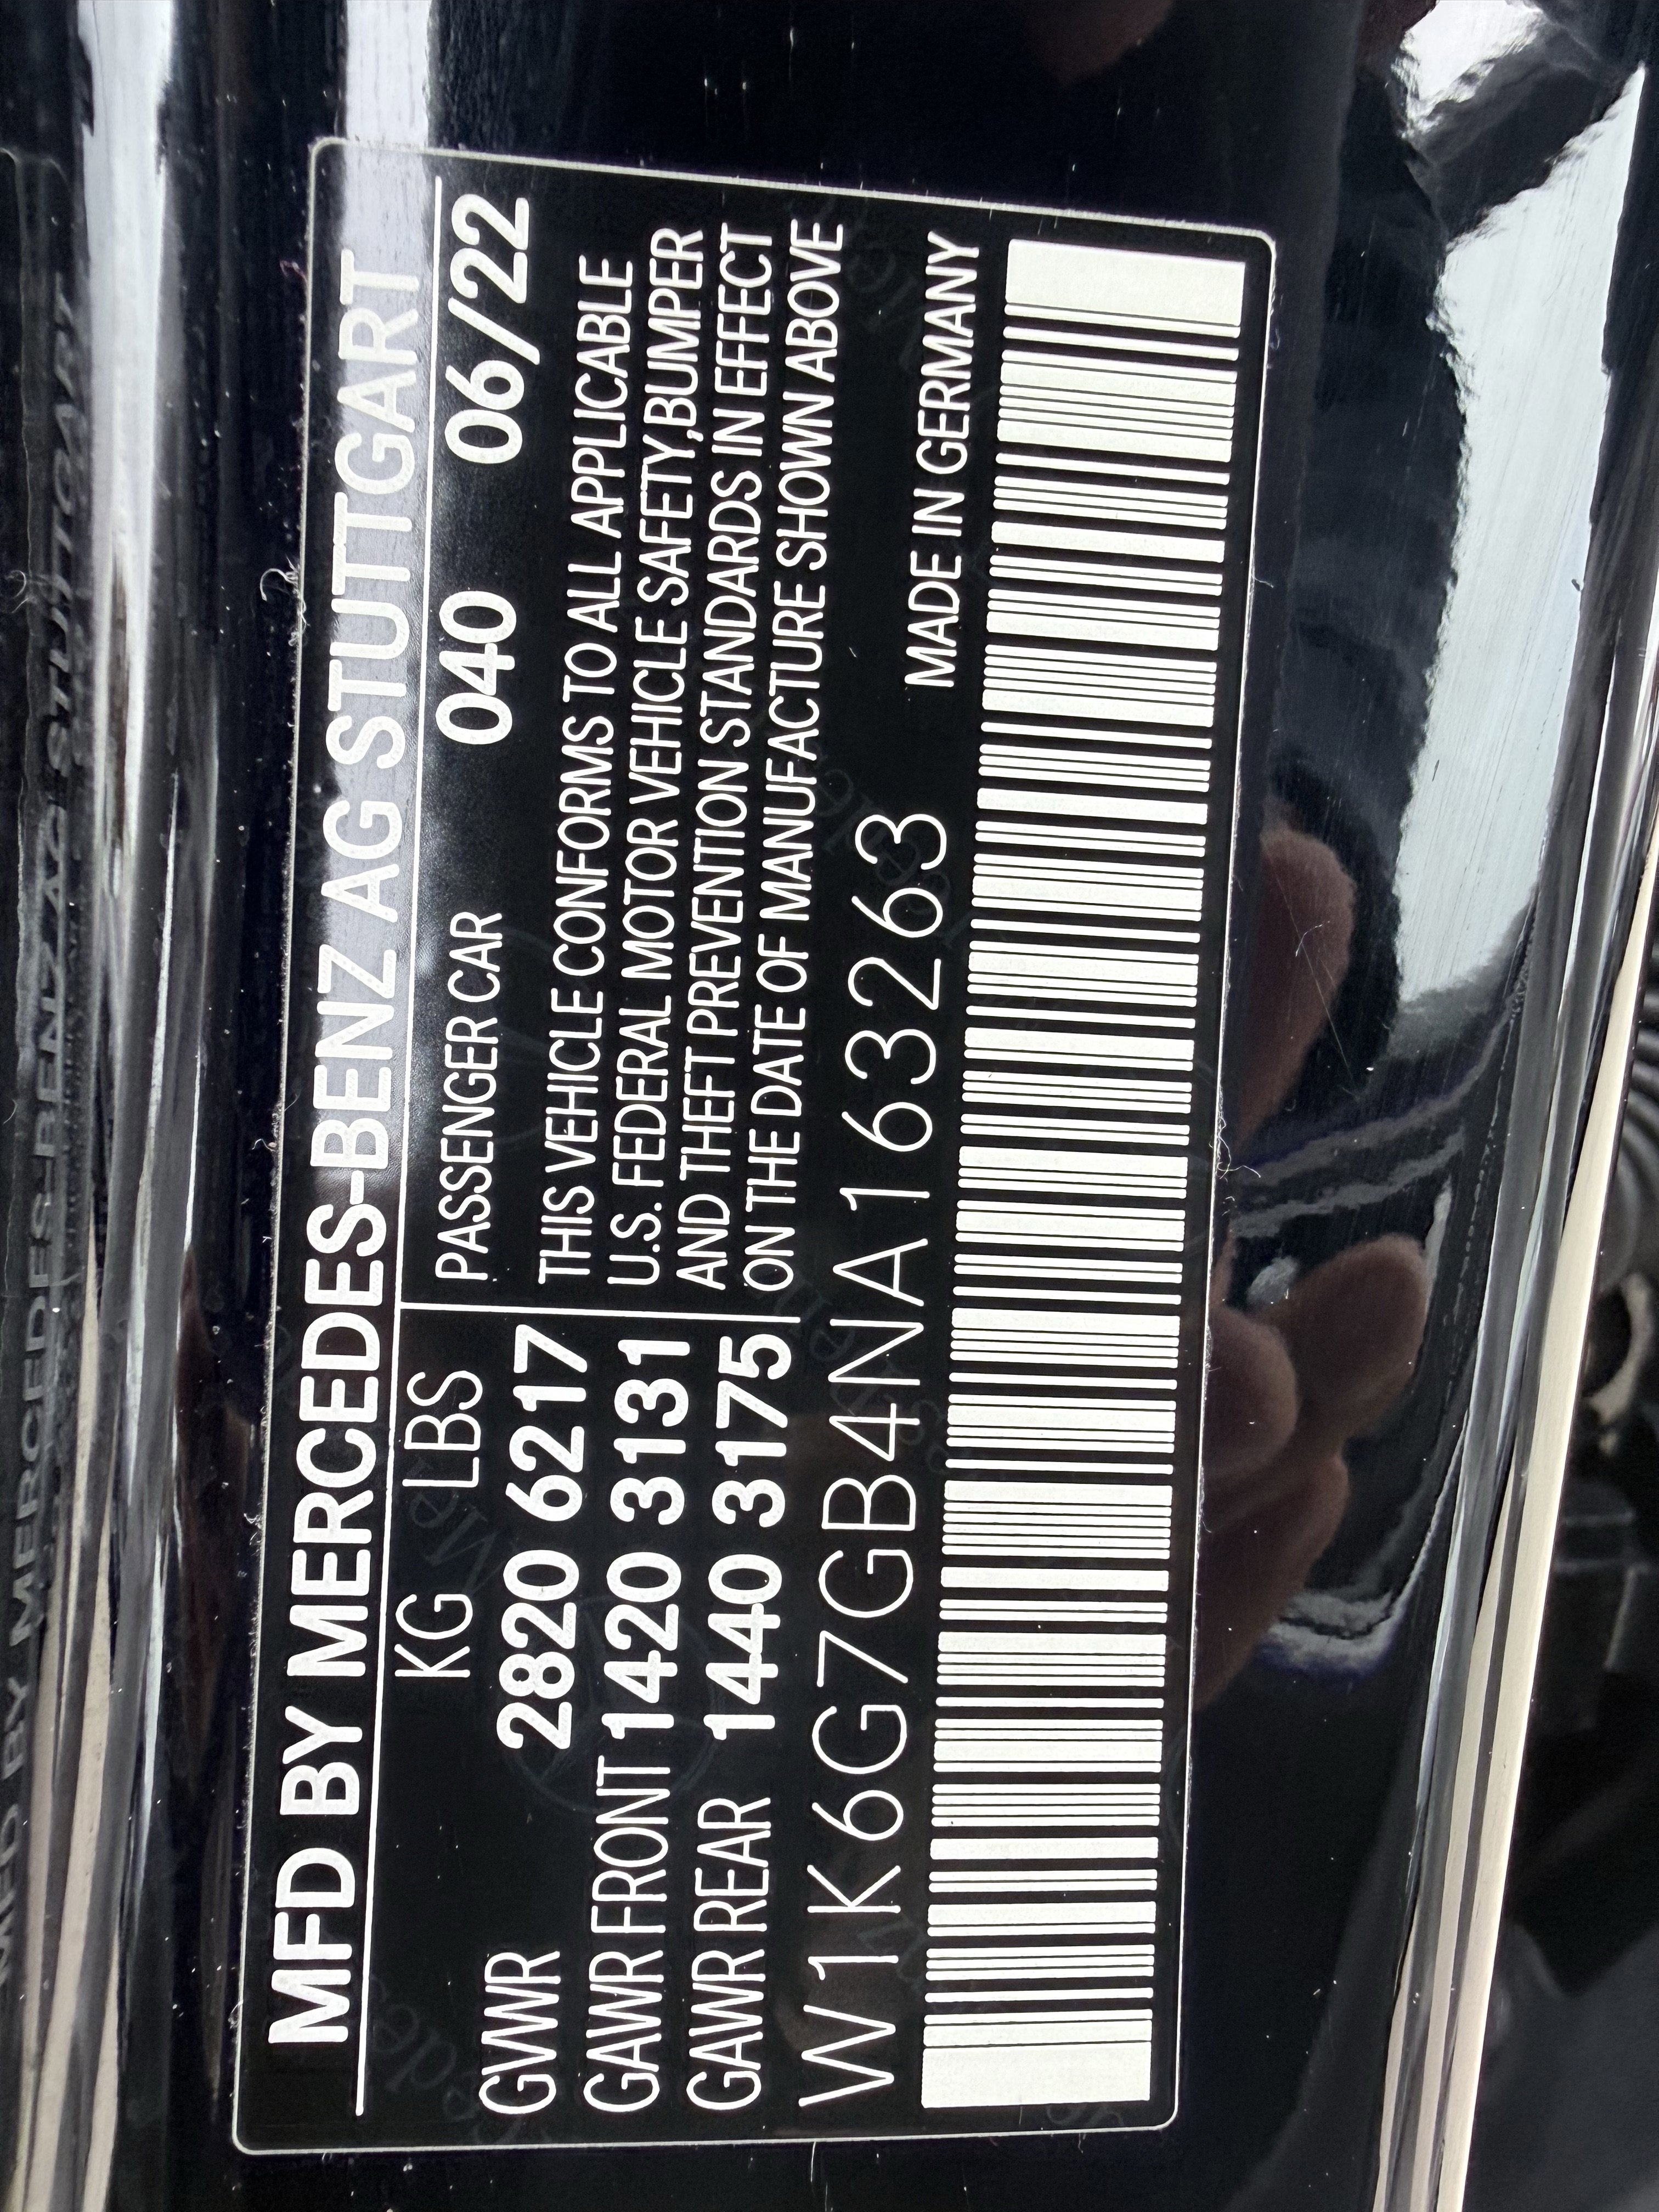 MFD BY MERCEDES-BENZ AG STUTTGART
KG LBS
GVWR 2820 6217
GAWR FRONT 1420 3131
GAWR REAR 1440 3175
PASSENGER CAR 040 06/22
THIS VEHICLE CONFORMS TO ALL APPLICABLE
U.S. FEDERAL MOTOR VEHICLE SAFETY,BUMPER
AND THEFT PREVENTION STANDARDS IN EFFECT
ON THE DATE OF MANUFACTURE SHOWN ABOVE
W1K6G7GB4NA163263 MADE IN GERMANY